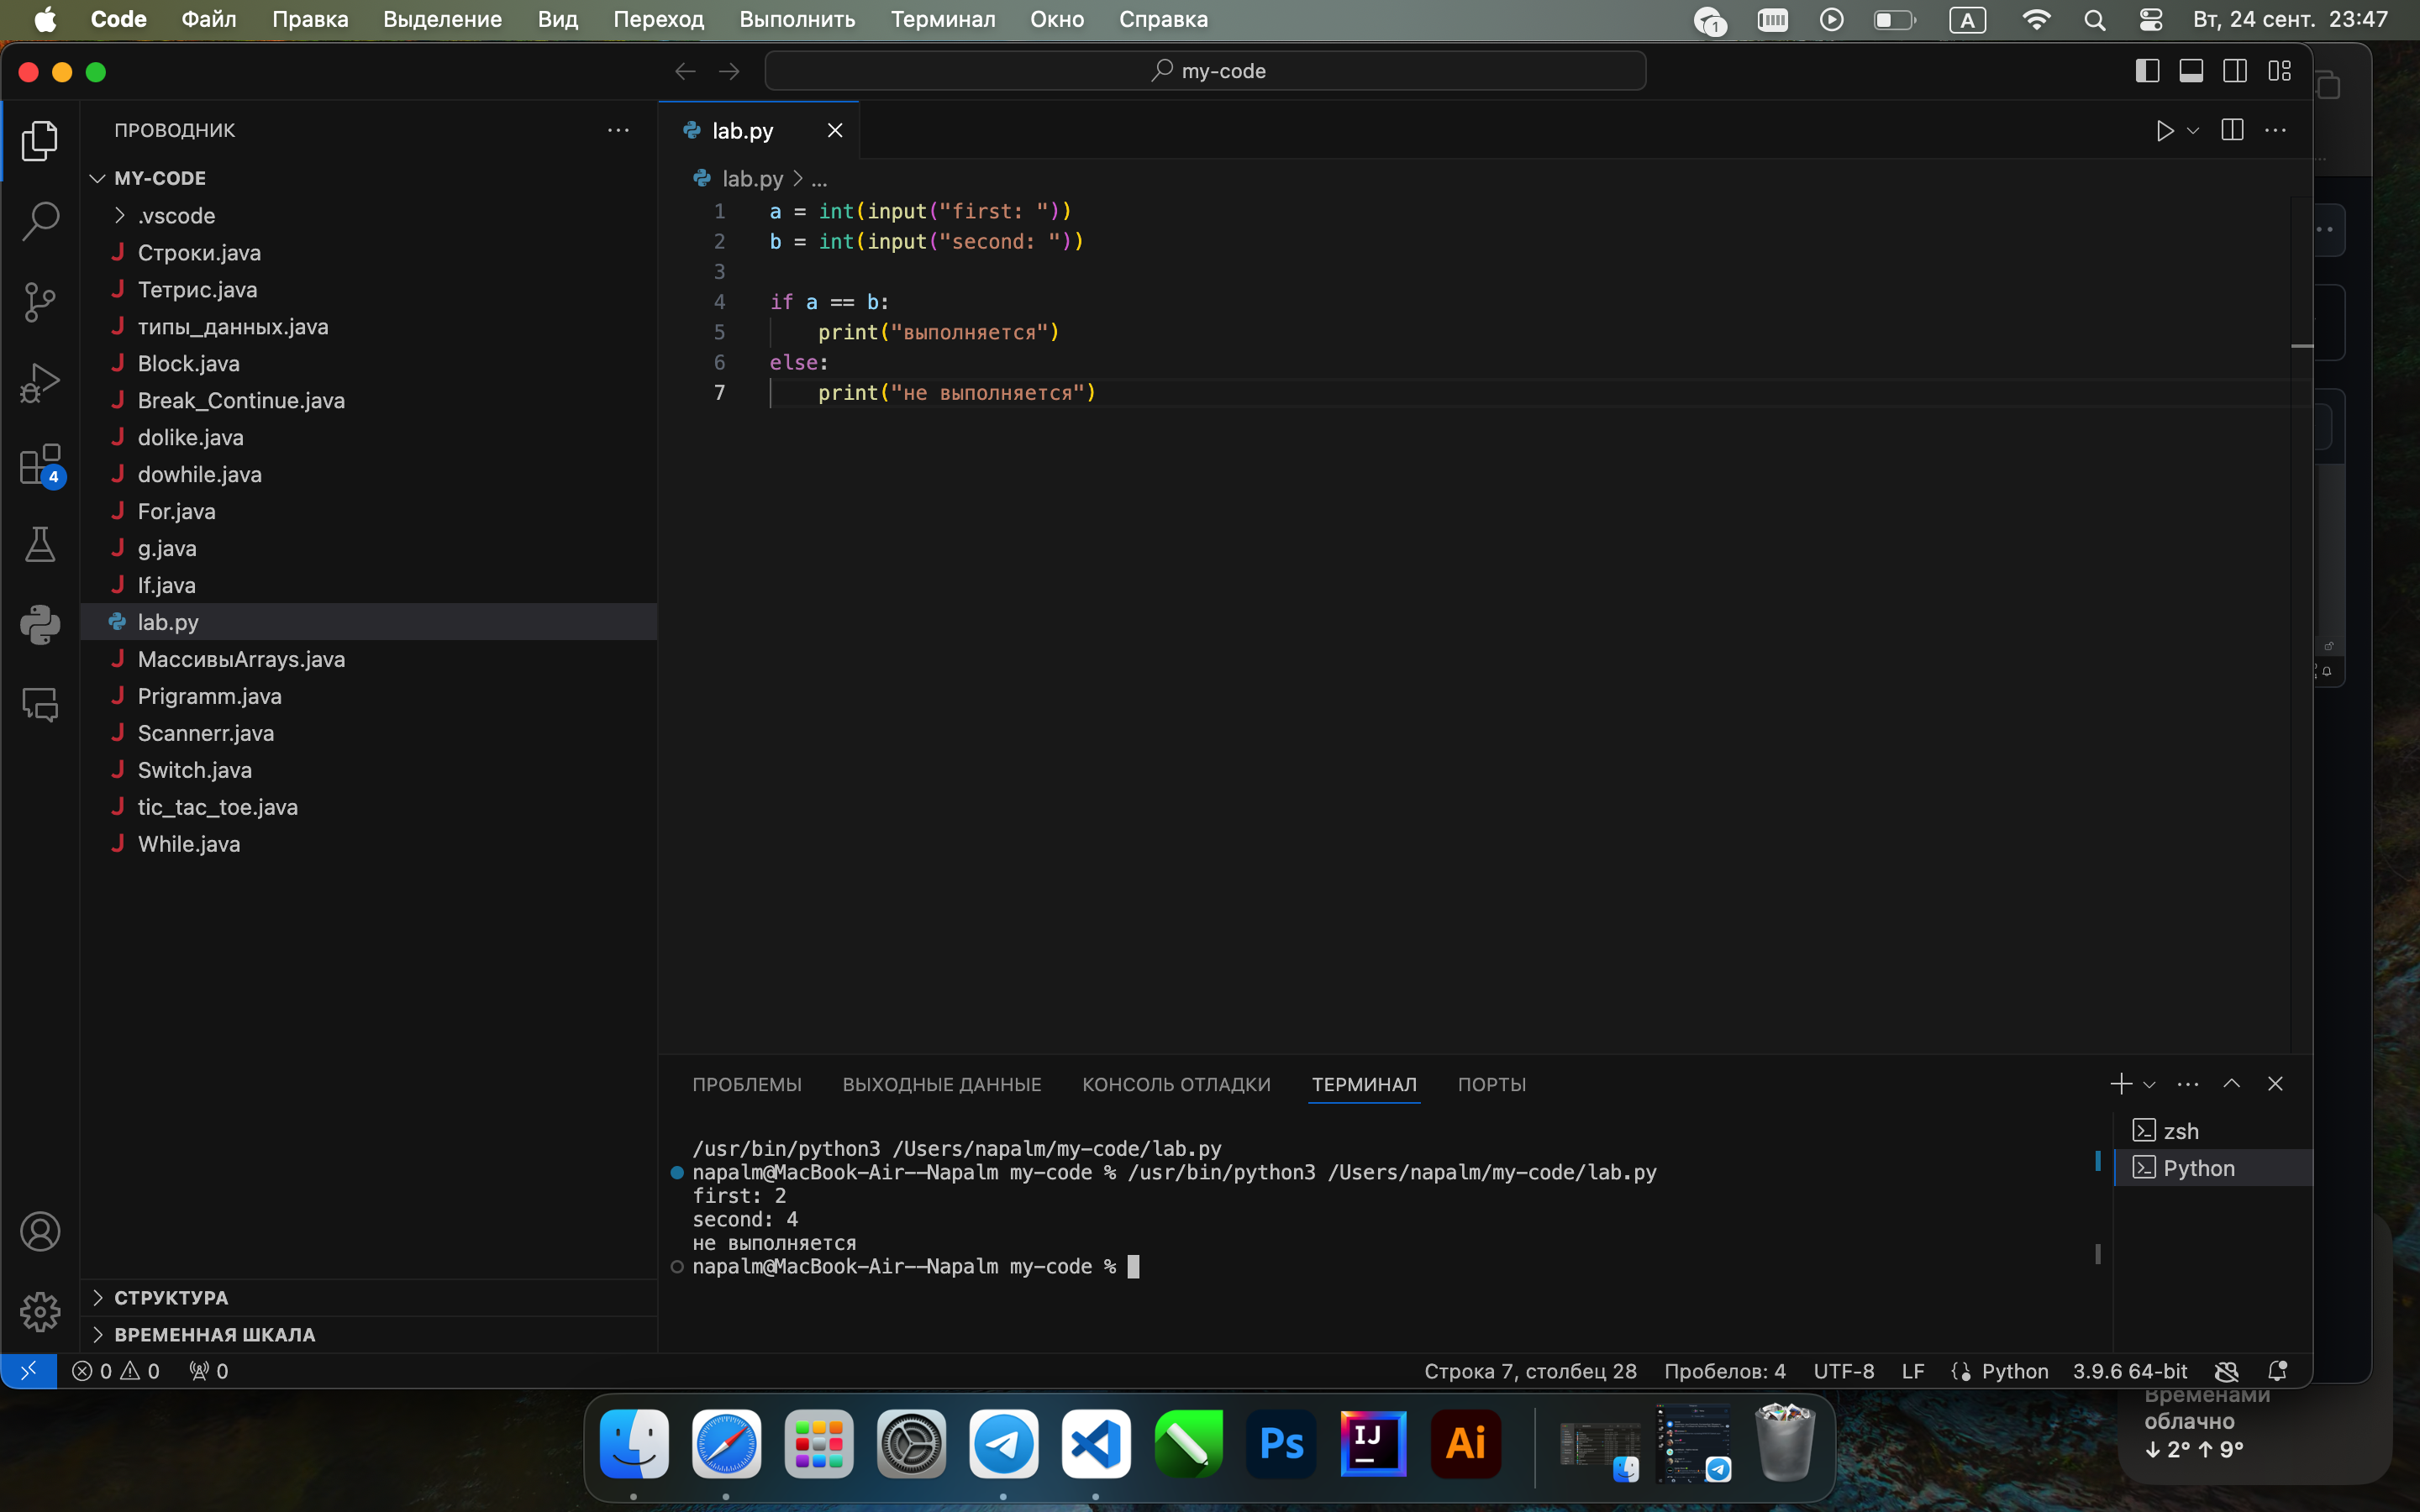 Code Файл Правка Выделение Вид Переход Выполнить Терминал Окно Справка 1 A Вт, 24 сент. 23:47
my-code
ПРОВОДНИК
MY-CODE
.vscode
J Строки.java
J Тетрис.java
J типы_данных.java
J Block.java
J Break_Continue.java
J dolike.java
J dowhile.java
J For.java
J g.java
J If.java
lab.py
J МассивыArrays.java
J Prigramm.java
J Scannerr.java
J Switch.java
J tic_tac_toe.java
J While.java
4
СТРУКТУРА
ВРЕМЕННАЯ ШКАЛА
lab.py
lab.py > ...
1 a = int(input("first: "))
2 b = int(input("second: "))
3
4 if a == b:
5 print("выполняется")
6 else:
7 print("не выполняется")
ПРОБЛЕМЫ ВЫХОДНЫЕ ДАННЫЕ КОНСОЛЬ ОТЛАДКИ ТЕРМИНАЛ ПОРТЫ
/usr/bin/python3 /Users/napalm/my-code/lab.py
napalm@MacBook-Air--Napalm my-code % /usr/bin/python3 /Users/napalm/my-code/lab.py
first: 2
second: 4
не выполняется
napalm@MacBook-Air--Napalm my-code %
zsh
Python
0 0 0 Строка 7, столбец 28 Пробелов: 4 UTF-8 LF Python 3.9.6 64-bit
Временами
облачно
↓ 2° ↑ 9°
Ps IJ Ai